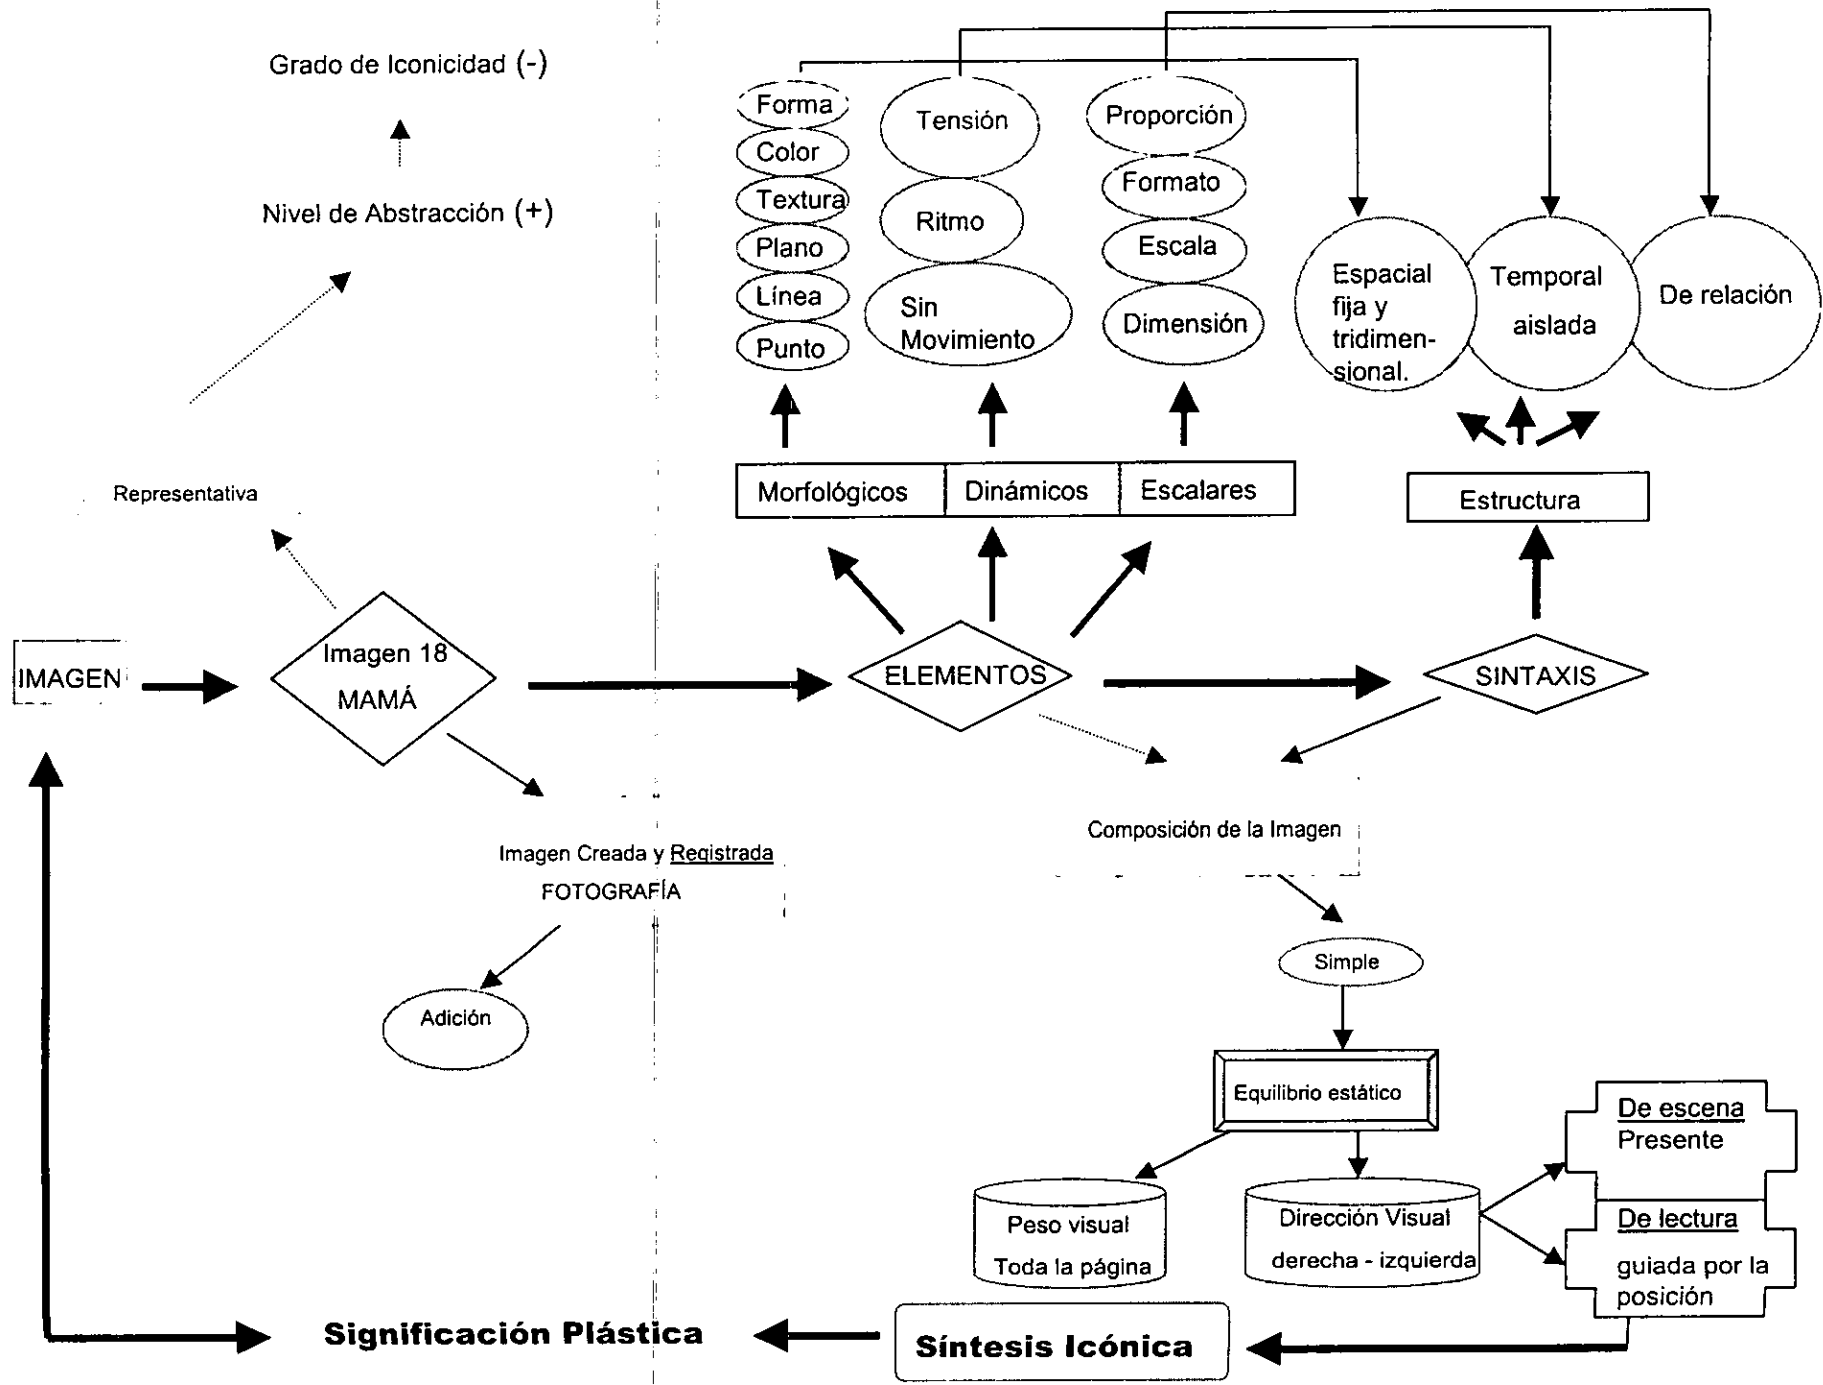 Grado de Iconicidad (-)
Nivel de Abstracción (+)
Representativa
IMAGEN
Imagen 18
MAMÁ
Imagen Creada y Registrada
FOTOGRAFÍA
Adición
Forma
Color
Textura
Plano
Línea
Punto
Tensión
Ritmo
Sin
Movimiento
Proporción
Formato
Escala
Dimensión
Espacial
fija y
tridimen-
sional.
Temporal
aislada
De relación
Morfológicos
Dinámicos
Escalares
Estructura
ELEMENTOS
SINTAXIS
Composición de la Imagen
Simple
Equilibrio estático
Peso visual
Toda la página
Dirección Visual
derecha - izquierda
De escena
Presente
De lectura
guiada por la
posición
Síntesis Icónica
Significación Plástica